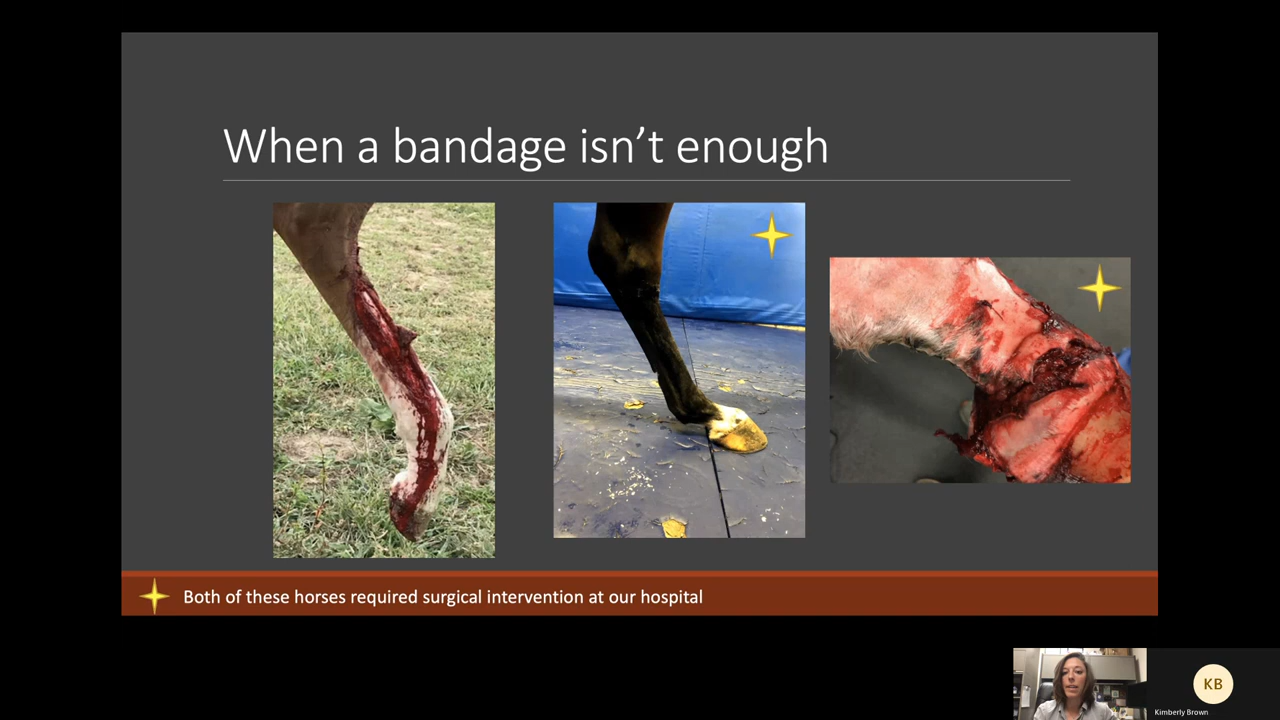 When a bandage isn't enough
Both of these horses required surgical intervention at our hospital
KB
Kimberly Brown